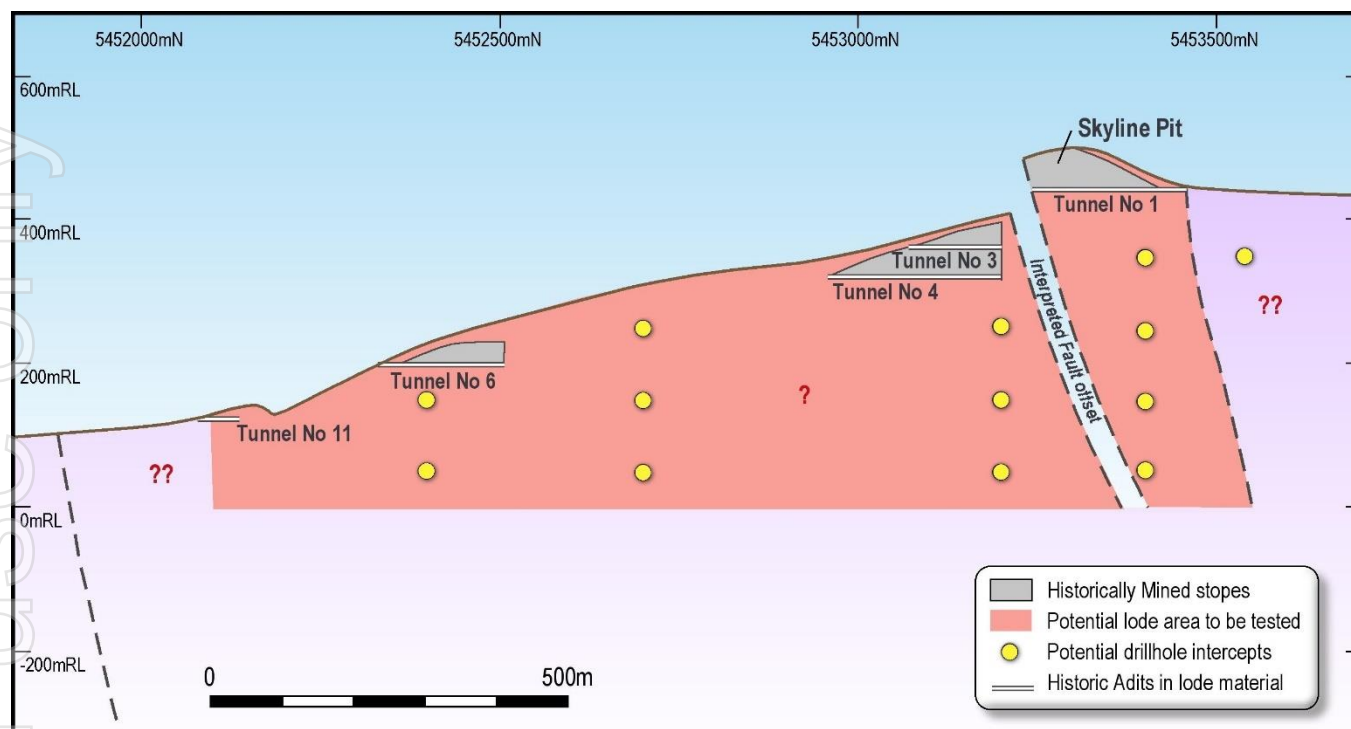 5452000mN
5452500mN
5453000mN
5453500mN
600mRL
Skyline Pit
Tunnel No 1
400mRL
Tunnel No 3
Tunnel No 4
Interpreted Fault offset
??
200mRL
Tunnel No 6
?
Tunnel No 11
??
0mRL
-200mRL
0
500m
Historically Mined stopes
Potential lode area to be tested
Potential drillhole intercepts
Historic Adits in lode material